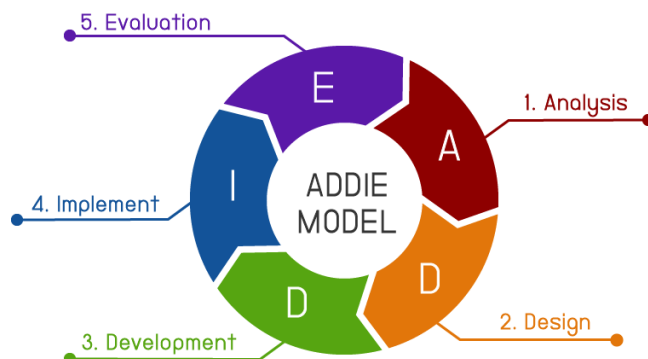 5. Evaluation
E
1. Analysis
A
ADDIE
MODEL
I
4. Implement
D
D
2. Design
3. Development